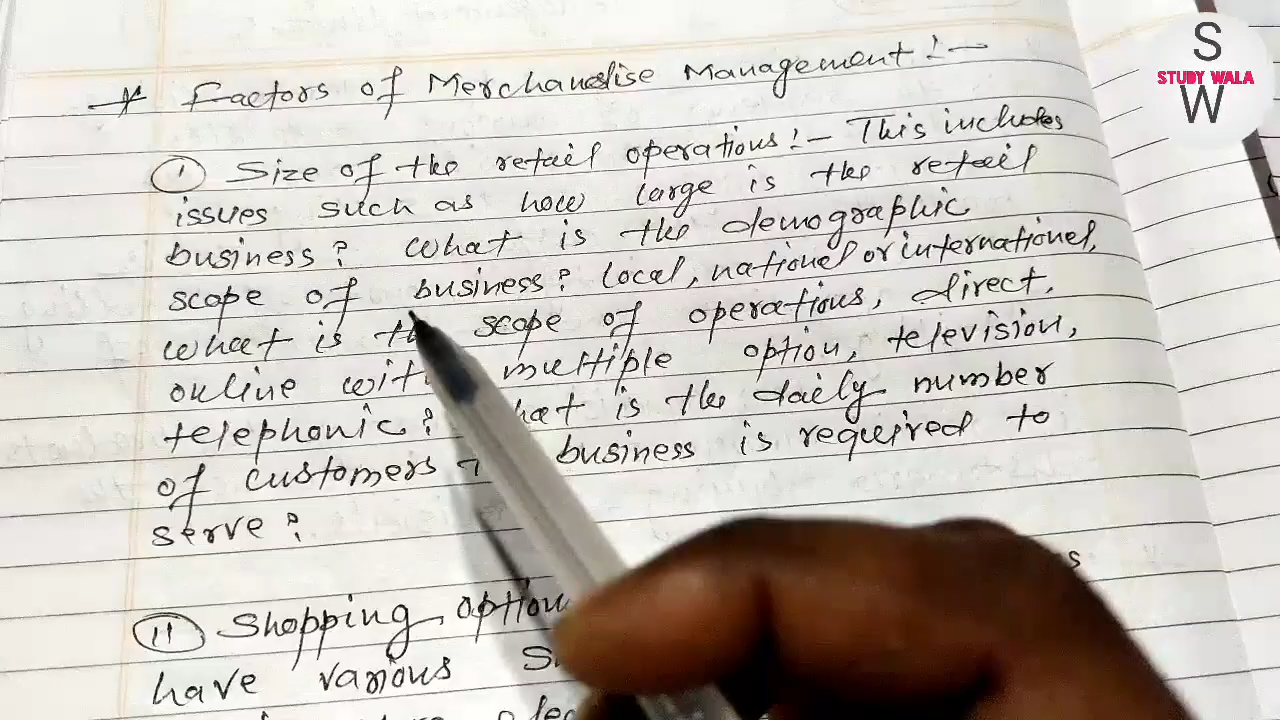 S
STUDY WALA
W
* Factors of Merchandise Management :-
(i) Size of the retail operations :- This includes
issues such as how large is the retail
business? What is the demographic
scope of business? local, national or international,
what is the scope of operations, direct,
online with multiple option, television,
telephonic? What is the daily number
of customers business is required to
serve?
(ii) Shopping option
have various